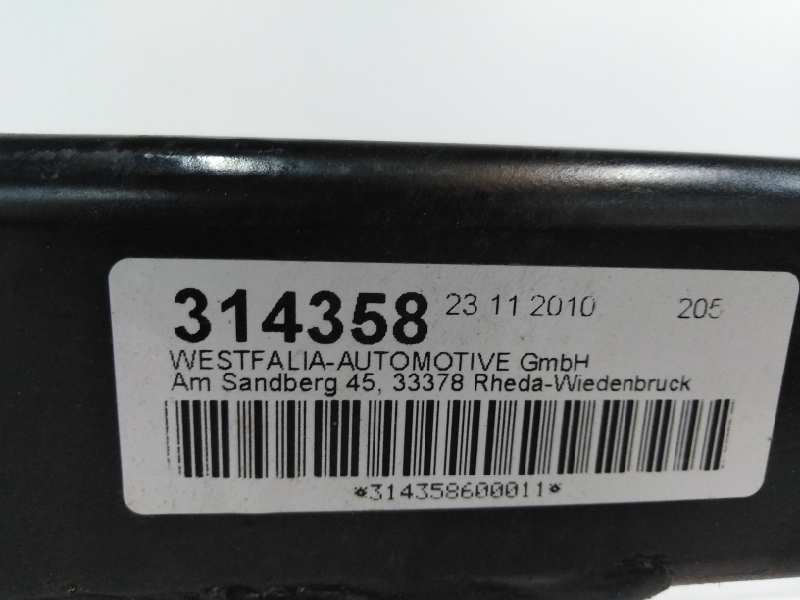 314358 23 11 2010 205
WESTFALIA-AUTOMOTIVE GmbH
Am Sandberg 45, 33378 Rheda-Wiedenbruck
*314358600011*